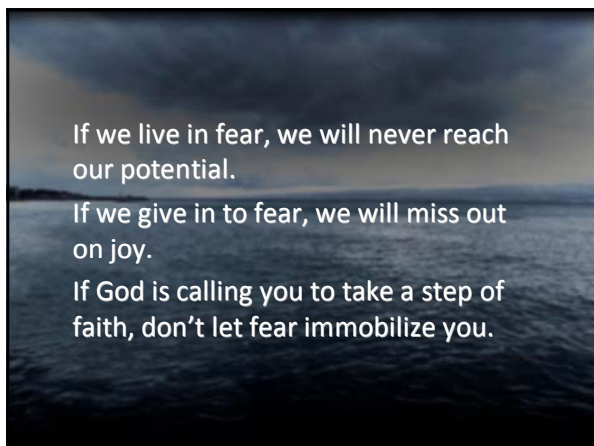 If we live in fear, we will never reach
our potential.
If we give in to fear, we will miss out
on joy.
If God is calling you to take a step of
faith, don’t let fear immobilize you.